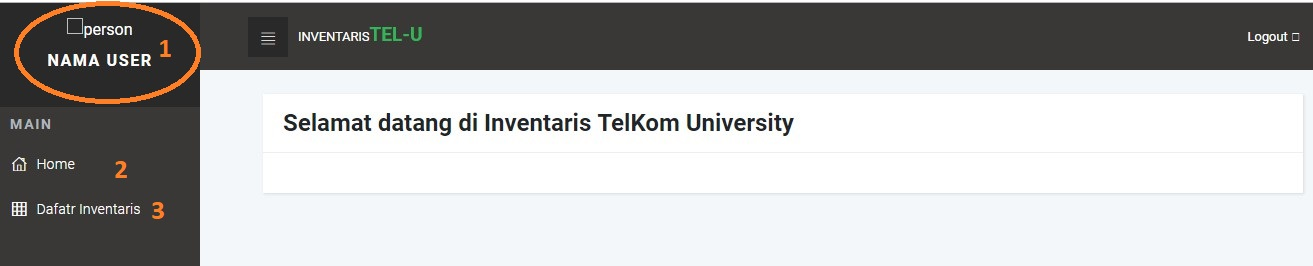 person
NAMA USER 1
INVENTARISTEL-U
Logout
MAIN
Home 2
Dafatr Inventaris 3
Selamat datang di Inventaris TelKom University